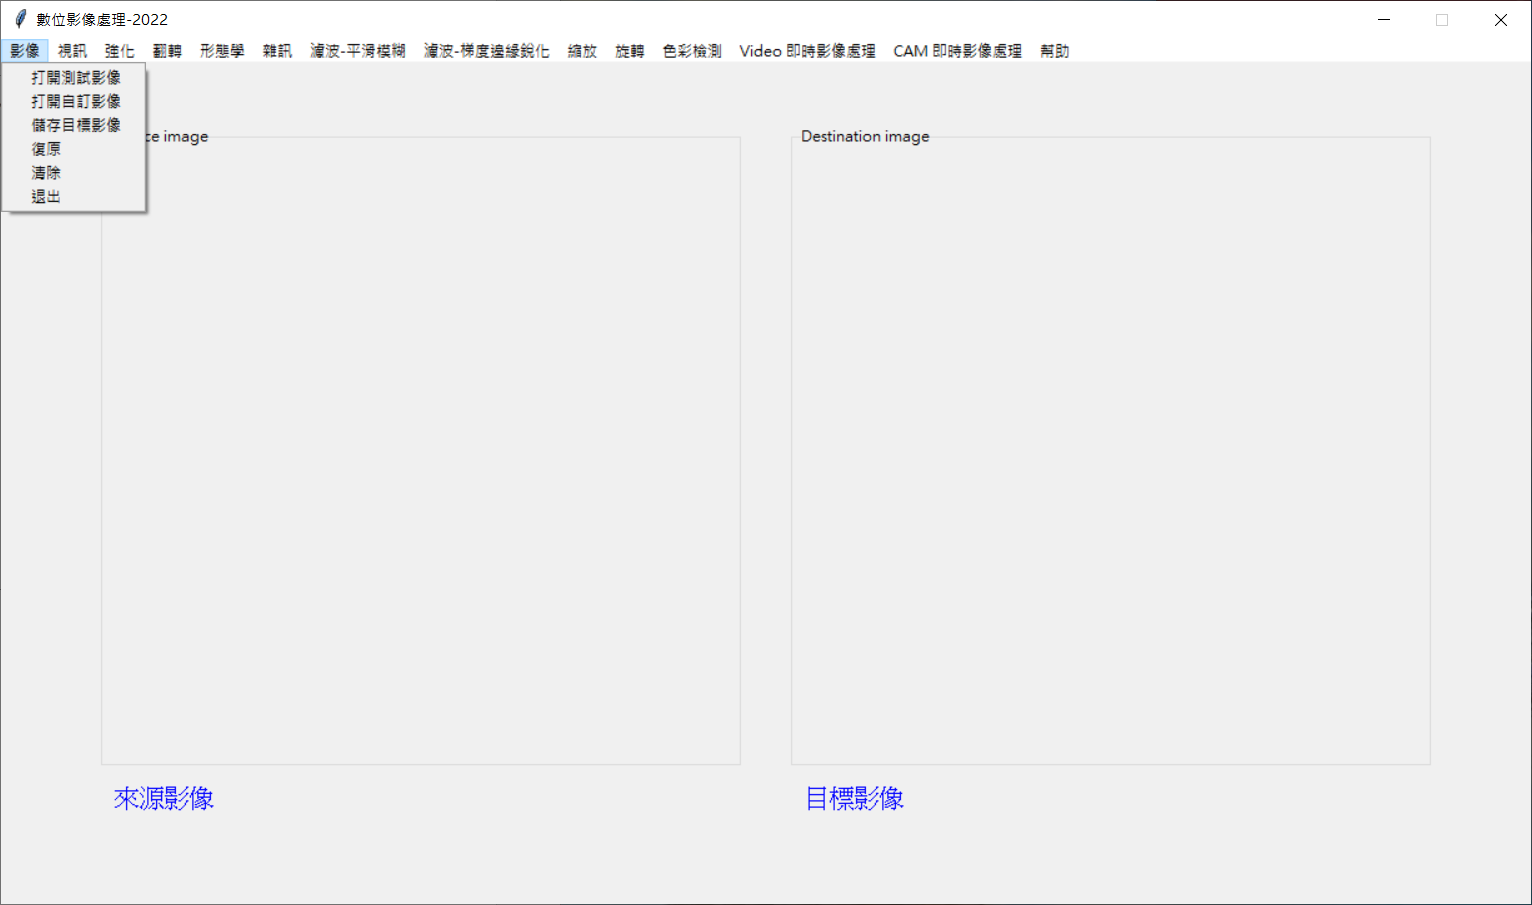 數位影像處理-2022
影像 視訊 強化 翻轉 形態學 雜訊 濾波-平滑模糊 濾波-梯度邊緣銳化 縮放 旋轉 色彩檢測 Video 即時影像處理 CAM 即時影像處理 幫助
打開測試影像
打開自訂影像
儲存目標影像
復原
清除
退出
ce image
Destination image
來源影像
目標影像